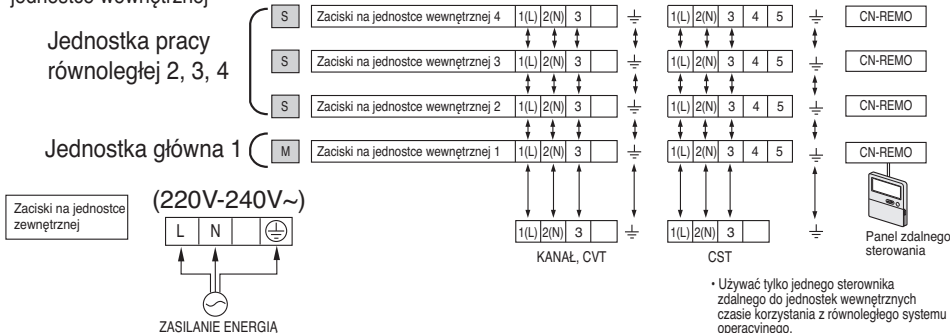 jednostce wewnętrznej
S Zaciski na jednostce wewnętrznej 4 1(L) 2(N) 3 1(L) 2(N) 3 4 5 CN-REMO
Jednostka pracy
równoległej 2, 3, 4
S Zaciski na jednostce wewnętrznej 3 1(L) 2(N) 3 1(L) 2(N) 3 4 5 CN-REMO
S Zaciski na jednostce wewnętrznej 2 1(L) 2(N) 3 1(L) 2(N) 3 4 5 CN-REMO
Jednostka główna 1 M Zaciski na jednostce wewnętrznej 1 1(L) 2(N) 3 1(L) 2(N) 3 4 5 CN-REMO
Zaciski na jednostce
zewnętrznej
(220V-240V~)
L N
1(L) 2(N) 3 1(L) 2(N) 3
KANAŁ, CVT CST
Panel zdalnego
sterowania
ZASILANIE ENERGIĄ
• Używać tylko jednego sterownika
zdalnego do jednostek wewnętrznych
czasie korzystania z równoległego systemu
operacyjnego.